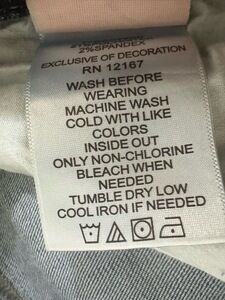 2%SPANDEX
EXCLUSIVE OF DECORATION
RN 12167
WASH BEFORE
WEARING
MACHINE WASH
COLD WITH LIKE
COLORS
INSIDE OUT
ONLY NON-CHLORINE
BLEACH WHEN
NEEDED
TUMBLE DRY LOW
COOL IRON IF NEEDED